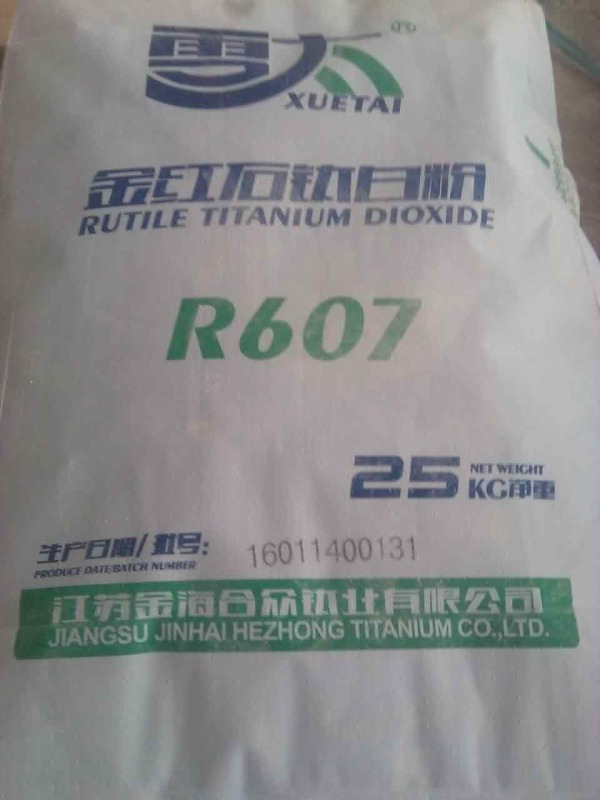 雪太®
XUETAI
金红石钛白粉
RUTILE TITANIUM DIOXIDE
R607
25 NET WEIGHT
KG净重
生产日期/批号: 16011400131
PRODUCE DATE/BATCH NUMBER
江苏金海合众钛业有限公司
JIANGSU JINHAI HEZHONG TITANIUM CO.,LTD.